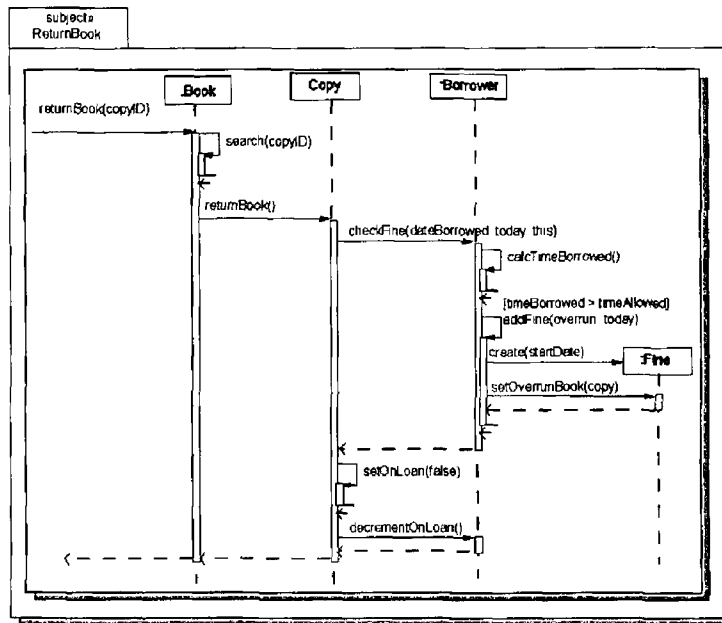 subject»
ReturnBook
:Book
Copy
:Borrower
returnBook(copyID)
search(copyID)
returnBook()
checkFine(dateBorrowed today this)
calcTimeBorrowed()
[timeBorrowed > timeAllowed]
addFine(overrun today)
create(startDate)
:Fine
setOverrunBook(copy)
setOnLoan(false)
decrementOnLoan()